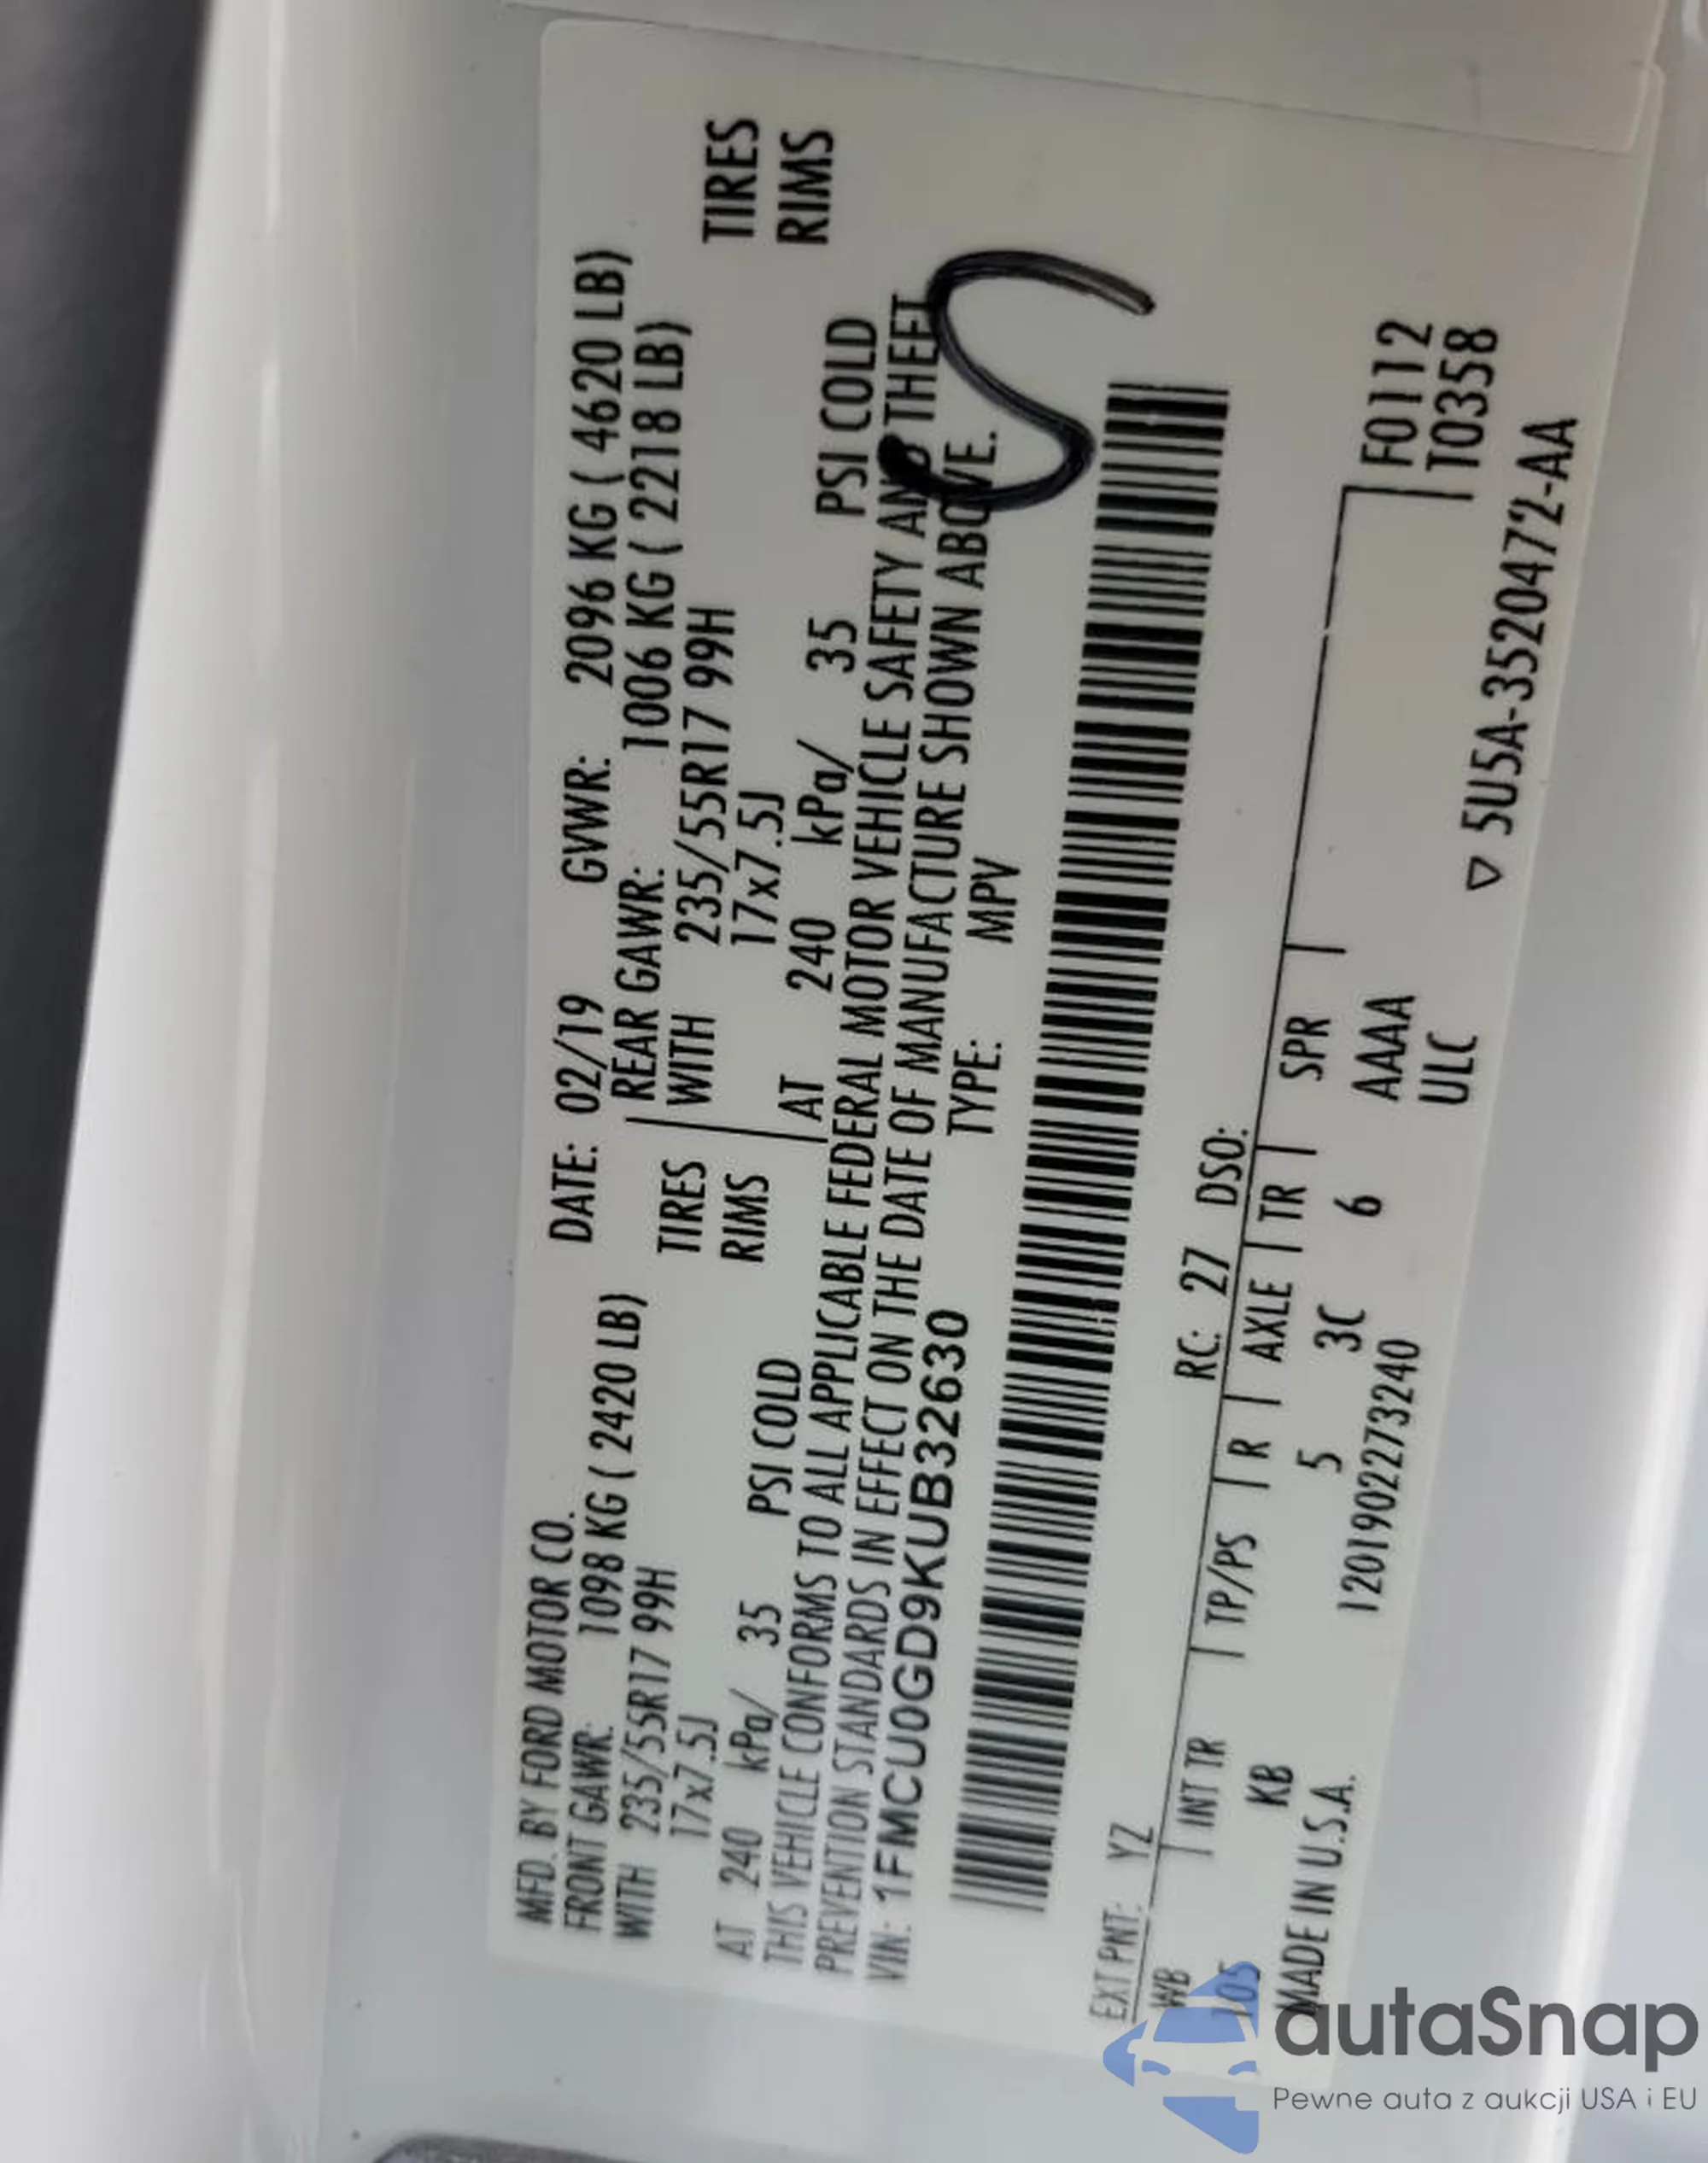 MFD. BY FORD MOTOR CO. DATE: 02/19 GVWR: 2096 KG ( 4620 LB)
FRONT GAWR: 1098 KG ( 2420 LB) REAR GAWR: 1006 KG ( 2218 LB)
WITH 235/55R17 99H TIRES WITH 235/55R17 99H TIRES
17x7.5J RIMS 17x7.5J RIMS
AT 240 kPa/ 35 PSI COLD AT 240 kPa/ 35 PSI COLD
THIS VEHICLE CONFORMS TO ALL APPLICABLE FEDERAL MOTOR VEHICLE SAFETY AND THEFT
PREVENTION STANDARDS IN EFFECT ON THE DATE OF MANUFACTURE SHOWN ABOVE.
VIN: 1FMCU0GD9KUB32630 TYPE: MPV
EXT PNT: YZ RC: 27 DSO:
WB INT TR TP/PS R AXLE TR SPR F0112
105 KB 5 3C 6 AAAA T0358
MADE IN U.S.A. 1201902273240 ULC
▽ 5U5A-3520472-AA
autaSnap
Pewne auta z aukcji USA i EU